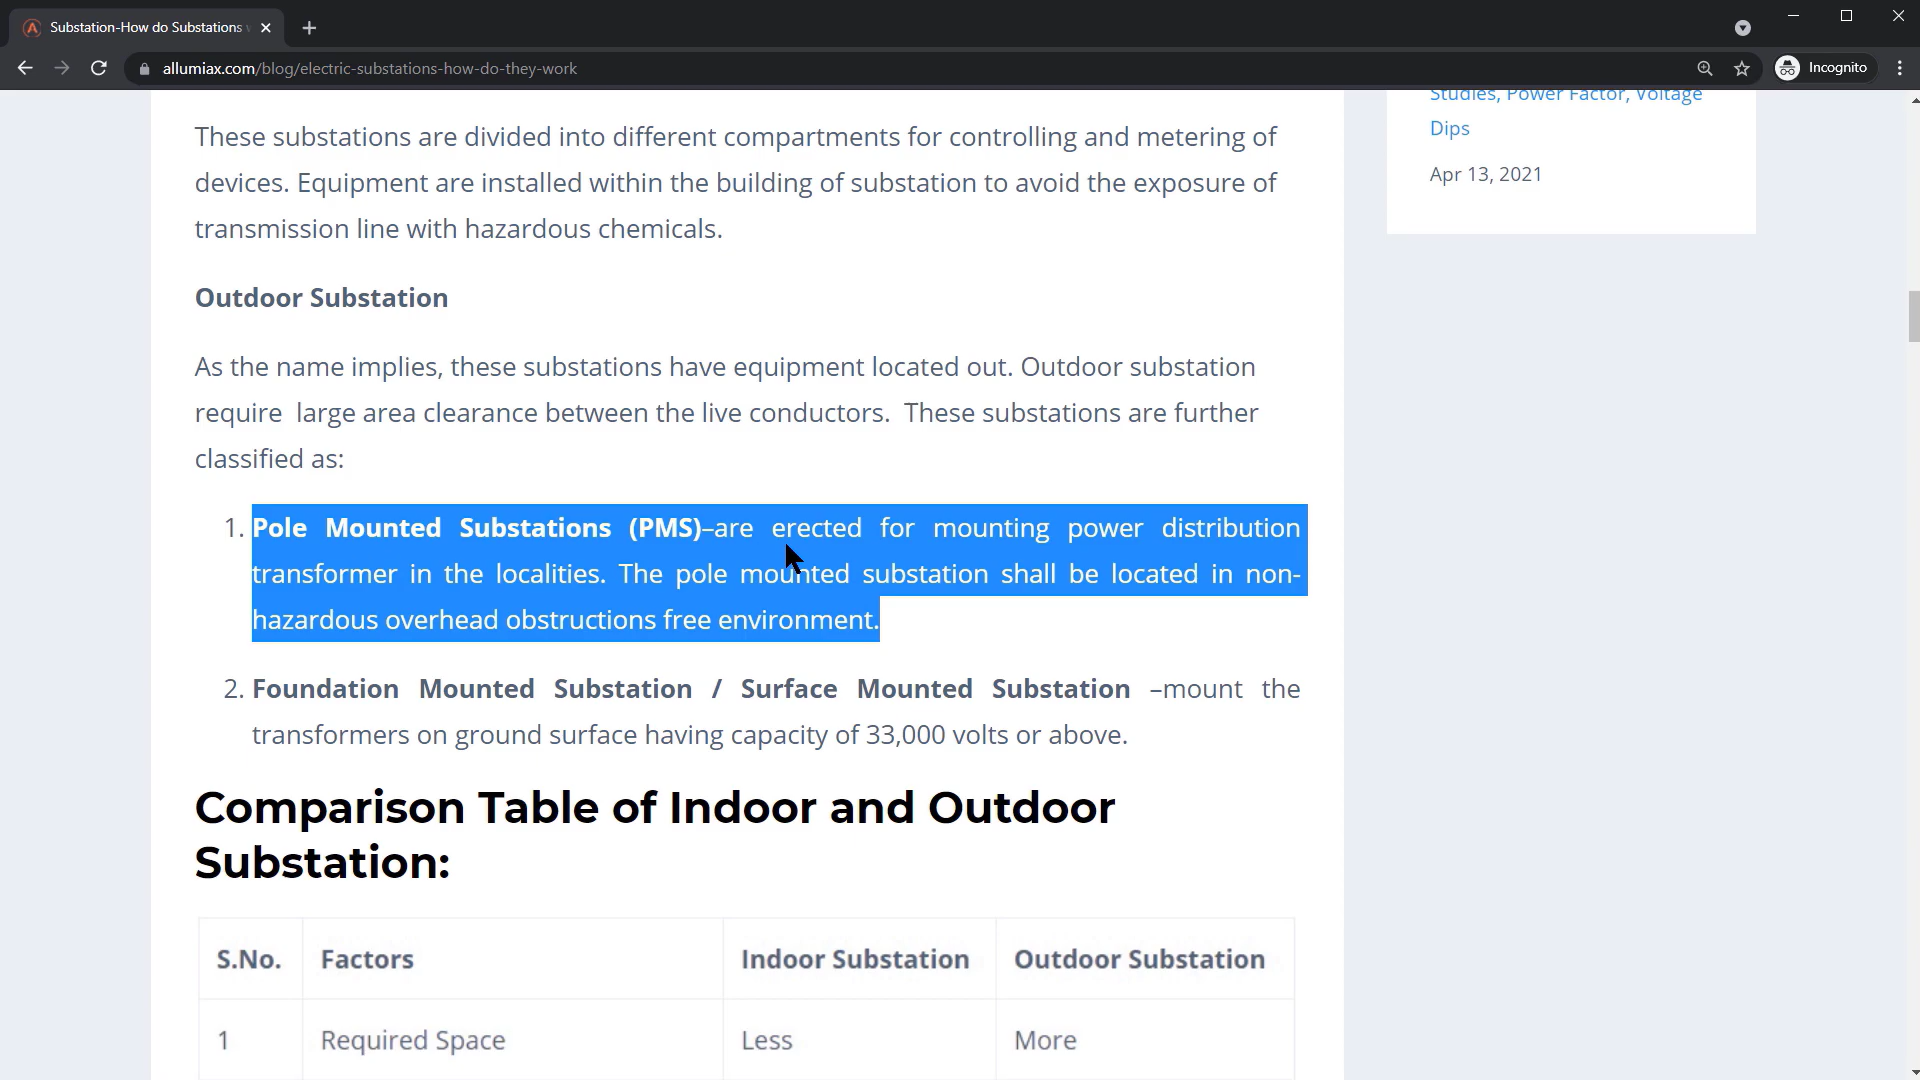 Substation-How do Substations
allumiax.com/blog/electric-substations-how-do-they-work
Incognito
Studies, Power Factor, Voltage
Dips
Apr 13, 2021
These substations are divided into different compartments for controlling and metering of
devices. Equipment are installed within the building of substation to avoid the exposure of
transmission line with hazardous chemicals.
Outdoor Substation
As the name implies, these substations have equipment located out. Outdoor substation
require large area clearance between the live conductors. These substations are further
classified as:
1. Pole Mounted Substations (PMS)–are erected for mounting power distribution
transformer in the localities. The pole mounted substation shall be located in non-
hazardous overhead obstructions free environment.
2. Foundation Mounted Substation / Surface Mounted Substation –mount the
transformers on ground surface having capacity of 33,000 volts or above.
Comparison Table of Indoor and Outdoor
Substation:
S.No. Factors Indoor Substation Outdoor Substation
1 Required Space Less More